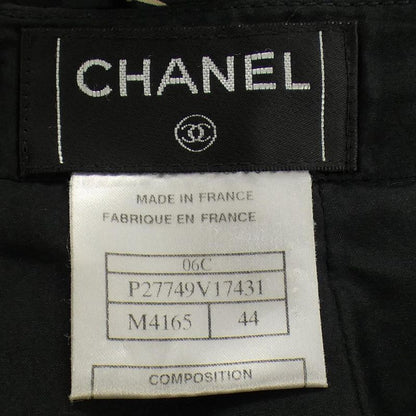 CHANEL
MADE IN FRANCE
FABRIQUE EN FRANCE
06C
P27749V17431
M4165 44
COMPOSITION